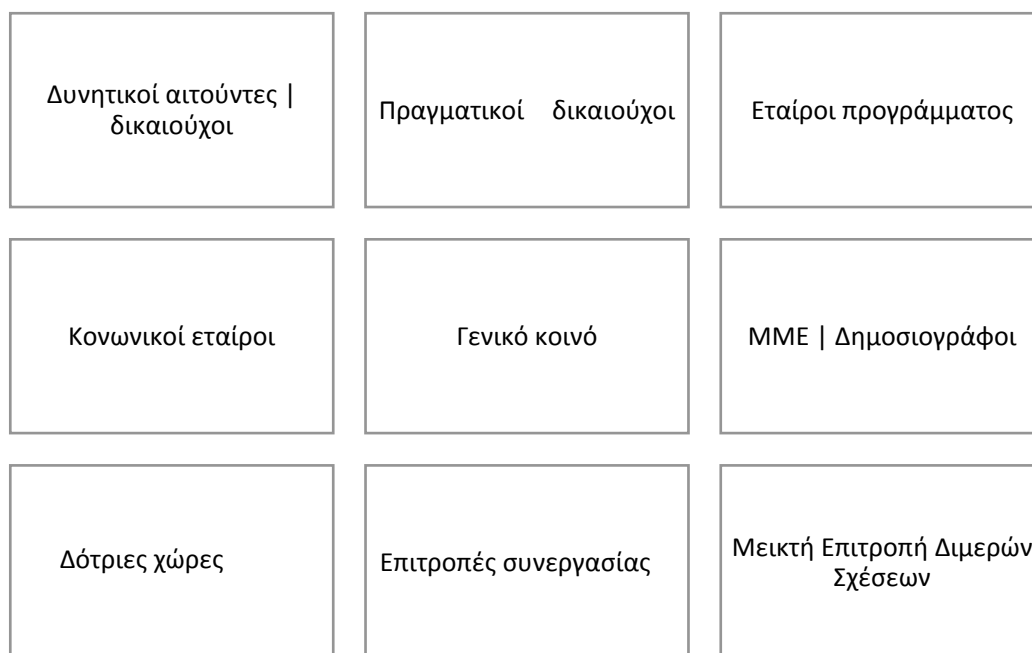 Δυνητικοί αιτούντες |
δικαιούχοι
Πραγματικοί δικαιούχοι
Εταίροι προγράμματος
Κονωνικοί εταίροι
Γενικό κοινό
ΜΜΕ | Δημοσιογράφοι
Δότριες χώρες
Επιτροπές συνεργασίας
Μεικτή Επιτροπή Διμερών
Σχέσεων